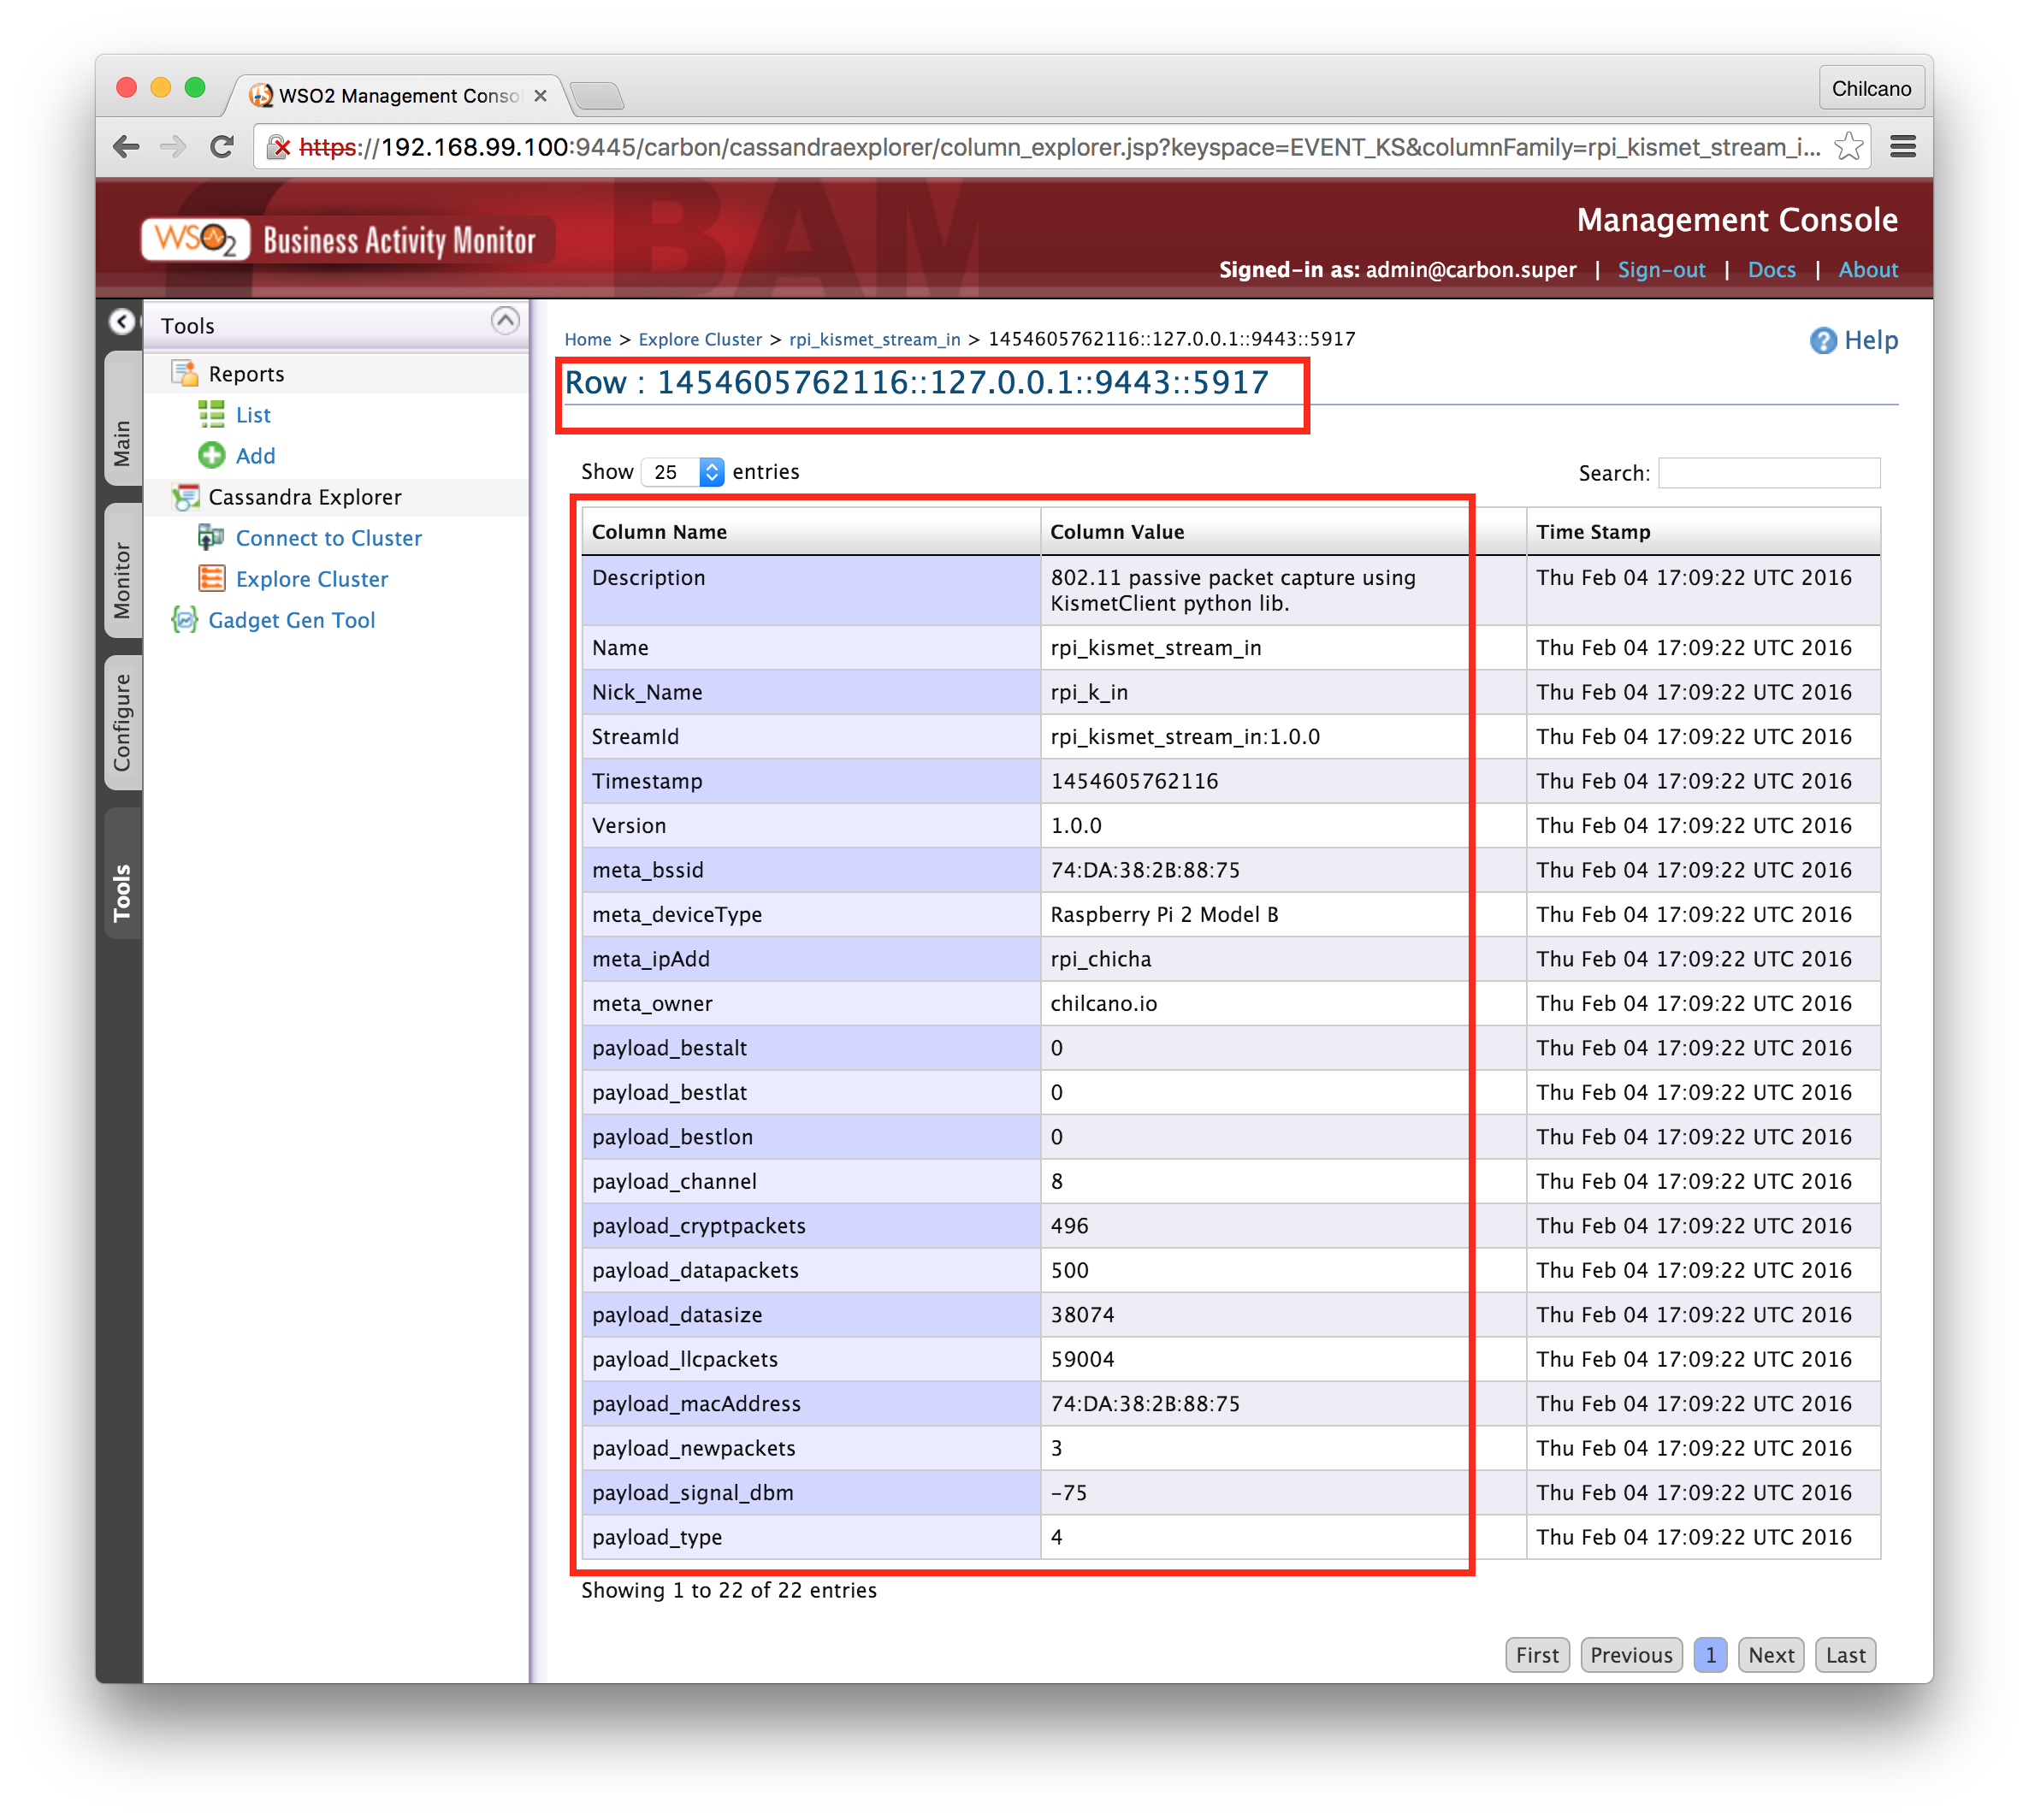 WSO2 Management Conso
Chilcano
https://192.168.99.100:9445/carbon/cassandraexplorer/column_explorer.jsp?keyspace=EVENT_KS&columnFamily=rpi_kismet_stream_i...
BAM
WSO2 Business Activity Monitor
Management Console
Signed-in as: admin@carbon.super | Sign-out | Docs | About
Main
Monitor
Configure
Tools
Tools
Reports
List
Add
Cassandra Explorer
Connect to Cluster
Explore Cluster
Gadget Gen Tool
Home > Explore Cluster > rpi_kismet_stream_in > 1454605762116::127.0.0.1::9443::5917
Help
Row : 1454605762116::127.0.0.1::9443::5917
Show 25 entries Search:
Column Name Column Value Time Stamp
Description 802.11 passive packet capture using Thu Feb 04 17:09:22 UTC 2016
KismetClient python lib.
Name rpi_kismet_stream_in Thu Feb 04 17:09:22 UTC 2016
Nick_Name rpi_k_in Thu Feb 04 17:09:22 UTC 2016
StreamId rpi_kismet_stream_in:1.0.0 Thu Feb 04 17:09:22 UTC 2016
Timestamp 1454605762116 Thu Feb 04 17:09:22 UTC 2016
Version 1.0.0 Thu Feb 04 17:09:22 UTC 2016
meta_bssid 74:DA:38:2B:88:75 Thu Feb 04 17:09:22 UTC 2016
meta_deviceType Raspberry Pi 2 Model B Thu Feb 04 17:09:22 UTC 2016
meta_ipAdd rpi_chicha Thu Feb 04 17:09:22 UTC 2016
meta_owner chilcano.io Thu Feb 04 17:09:22 UTC 2016
payload_bestalt 0 Thu Feb 04 17:09:22 UTC 2016
payload_bestlat 0 Thu Feb 04 17:09:22 UTC 2016
payload_bestlon 0 Thu Feb 04 17:09:22 UTC 2016
payload_channel 8 Thu Feb 04 17:09:22 UTC 2016
payload_cryptpackets 496 Thu Feb 04 17:09:22 UTC 2016
payload_datapackets 500 Thu Feb 04 17:09:22 UTC 2016
payload_datasize 38074 Thu Feb 04 17:09:22 UTC 2016
payload_llcpackets 59004 Thu Feb 04 17:09:22 UTC 2016
payload_macAddress 74:DA:38:2B:88:75 Thu Feb 04 17:09:22 UTC 2016
payload_newpackets 3 Thu Feb 04 17:09:22 UTC 2016
payload_signal_dbm -75 Thu Feb 04 17:09:22 UTC 2016
payload_type 4 Thu Feb 04 17:09:22 UTC 2016
Showing 1 to 22 of 22 entries
First Previous 1 Next Last